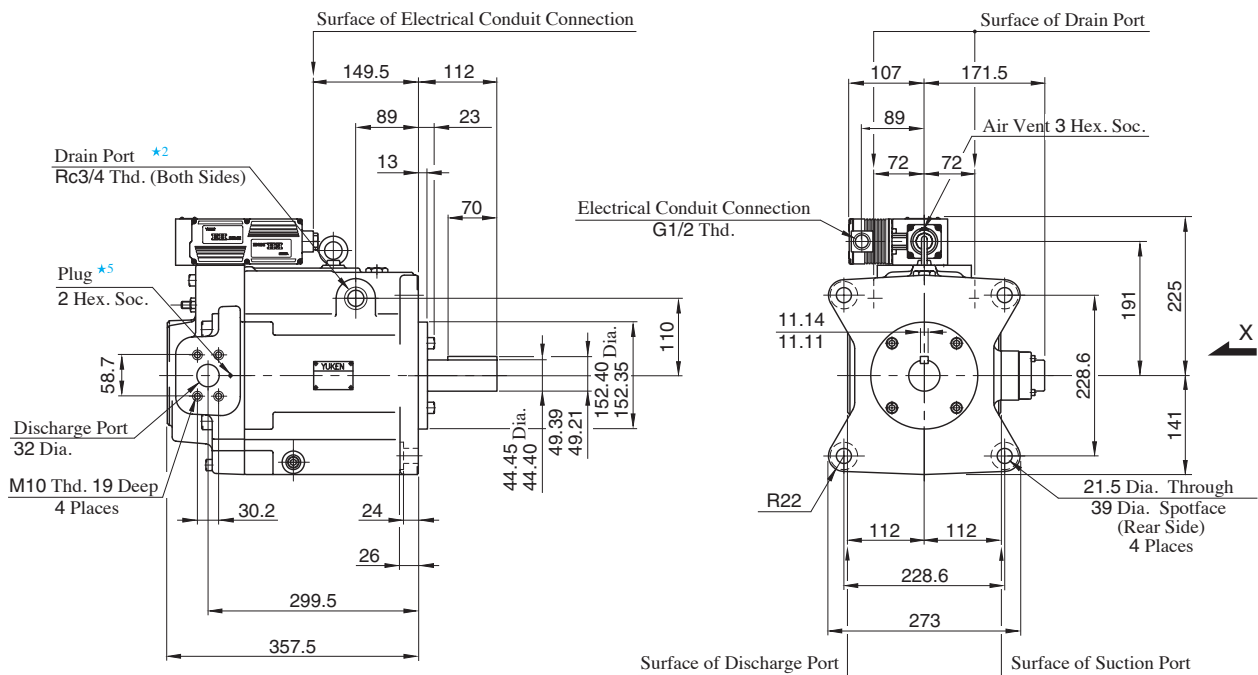 Surface of Electrical Conduit Connection
149.5
112
89
23
13
70
Drain Port ★2
Rc3/4 Thd. (Both Sides)
Plug ★5
2 Hex. Soc.
58.7
Discharge Port
32 Dia.
M10 Thd. 19 Deep
4 Places
30.2
24
26
299.5
357.5
YUKEN
110
152.40 Dia.
152.35
49.39
49.21
44.45 Dia.
44.40
Surface of Drain Port
107
171.5
89
Air Vent 3 Hex. Soc.
72
72
Electrical Conduit Connection
G1/2 Thd.
11.14
11.11
191
225
228.6
141
X
R22
21.5 Dia. Through
39 Dia. Spotface
(Rear Side)
4 Places
112
112
228.6
273
Surface of Discharge Port
Surface of Suction Port